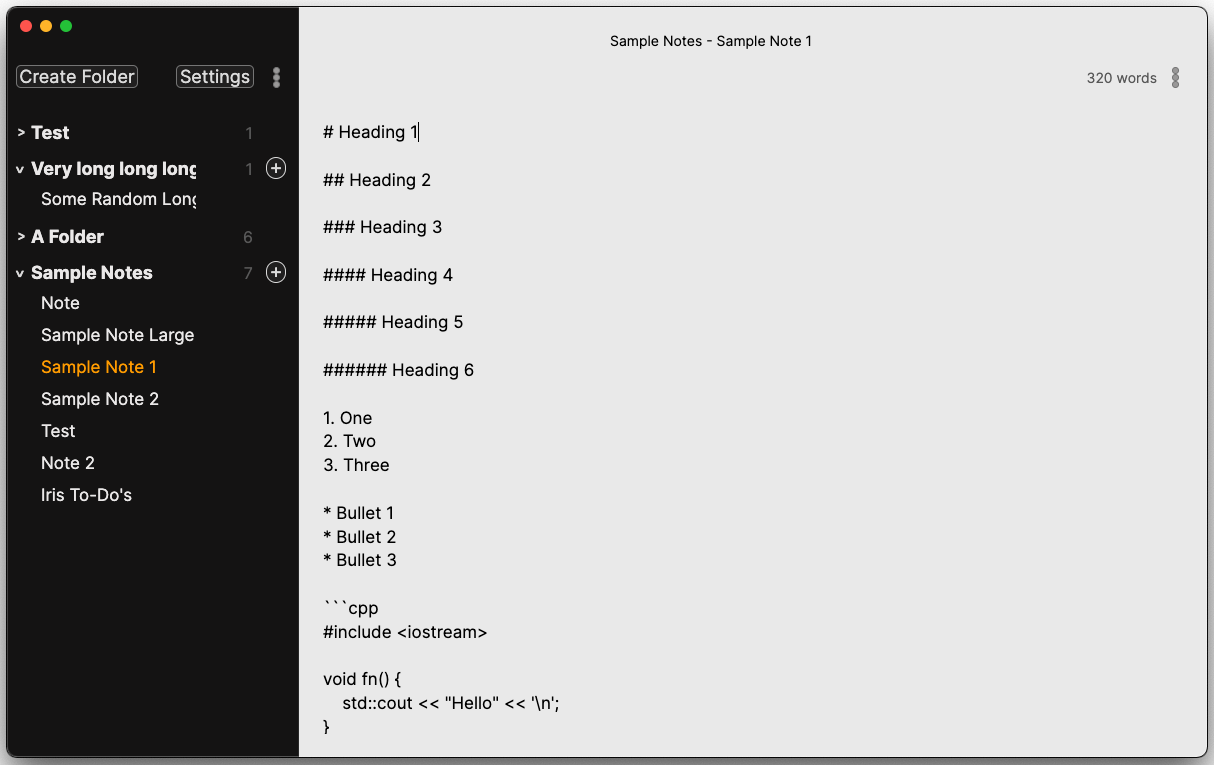 Sample Notes - Sample Note 1
Create Folder
Settings
320 words
> Test 1
v Very long long long 1
Some Random Long
> A Folder 6
v Sample Notes 7
Note
Sample Note Large
Sample Note 1
Sample Note 2
Test
Note 2
Iris To-Do's
# Heading 1
## Heading 2
### Heading 3
#### Heading 4
##### Heading 5
###### Heading 6
1. One
2. Two
3. Three
* Bullet 1
* Bullet 2
* Bullet 3
```cpp
#include <iostream>
void fn() {
    std::cout << "Hello" << '\n';
}